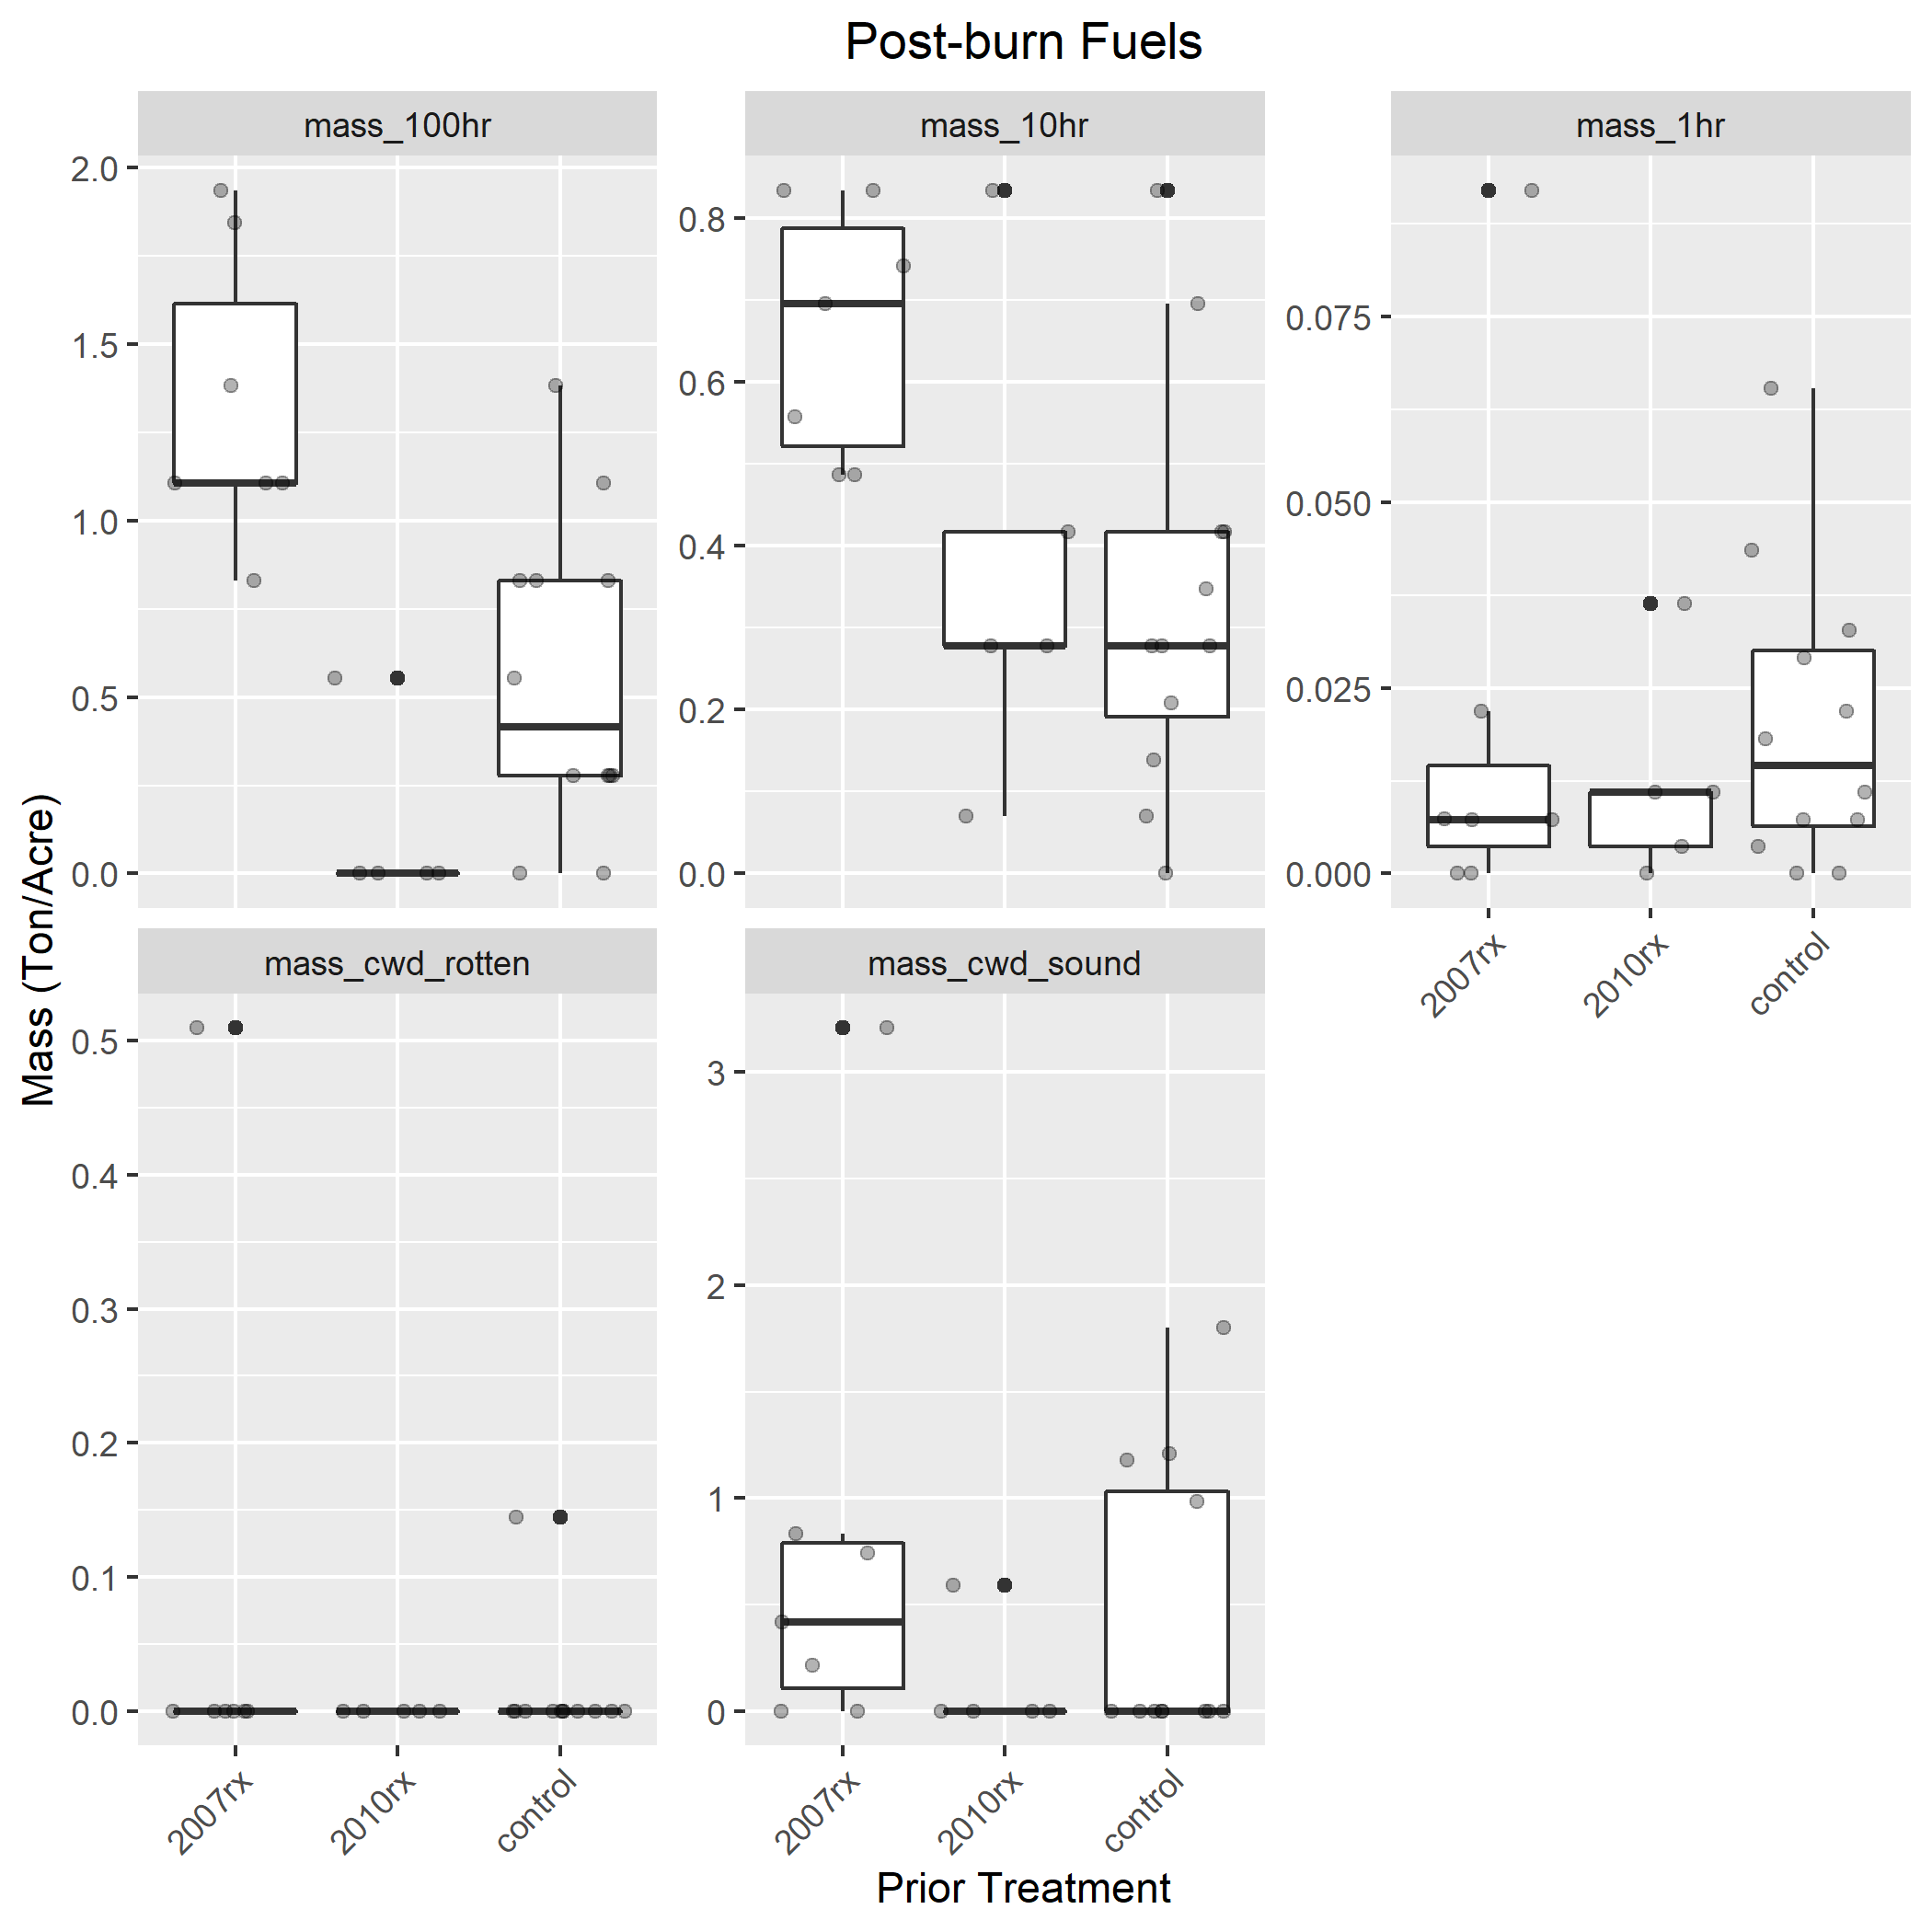 Post-burn Fuels
mass_100hr
mass_10hr
mass_1hr
2.0
1.5
1.0
0.5
0.0
0.8
0.6
0.4
0.2
0.0
0.075
0.050
0.025
0.000
2007rx
2010rx
control
Mass (Ton/Acre)
mass_cwd_rotten
mass_cwd_sound
0.5
0.4
0.3
0.2
0.1
0.0
3
2
1
0
2007rx
2010rx
control
2007rx
2010rx
control
Prior Treatment